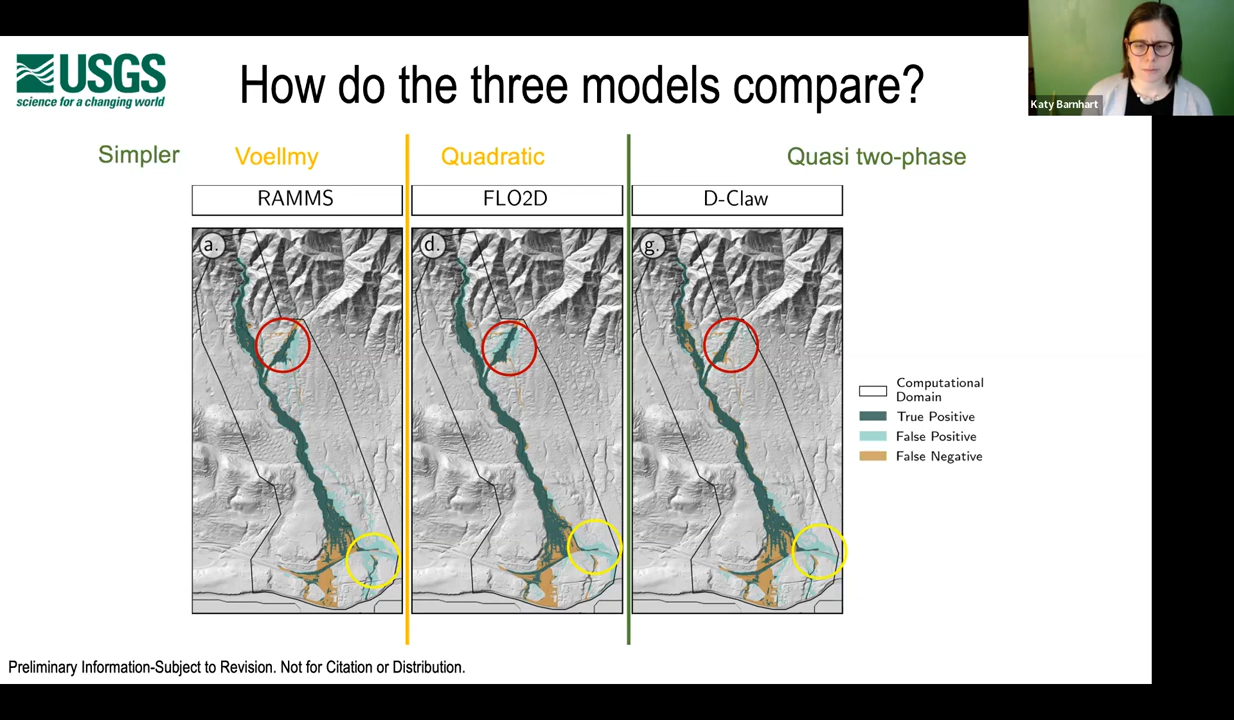 USGS
science for a changing world
How do the three models compare?
Katy Barnhart
Simpler
Voellmy
Quadratic
Quasi two-phase
RAMMS
FLO2D
D-Claw
a.
d.
g.
Computational
Domain
True Positive
False Positive
False Negative
Preliminary Information-Subject to Revision. Not for Citation or Distribution.